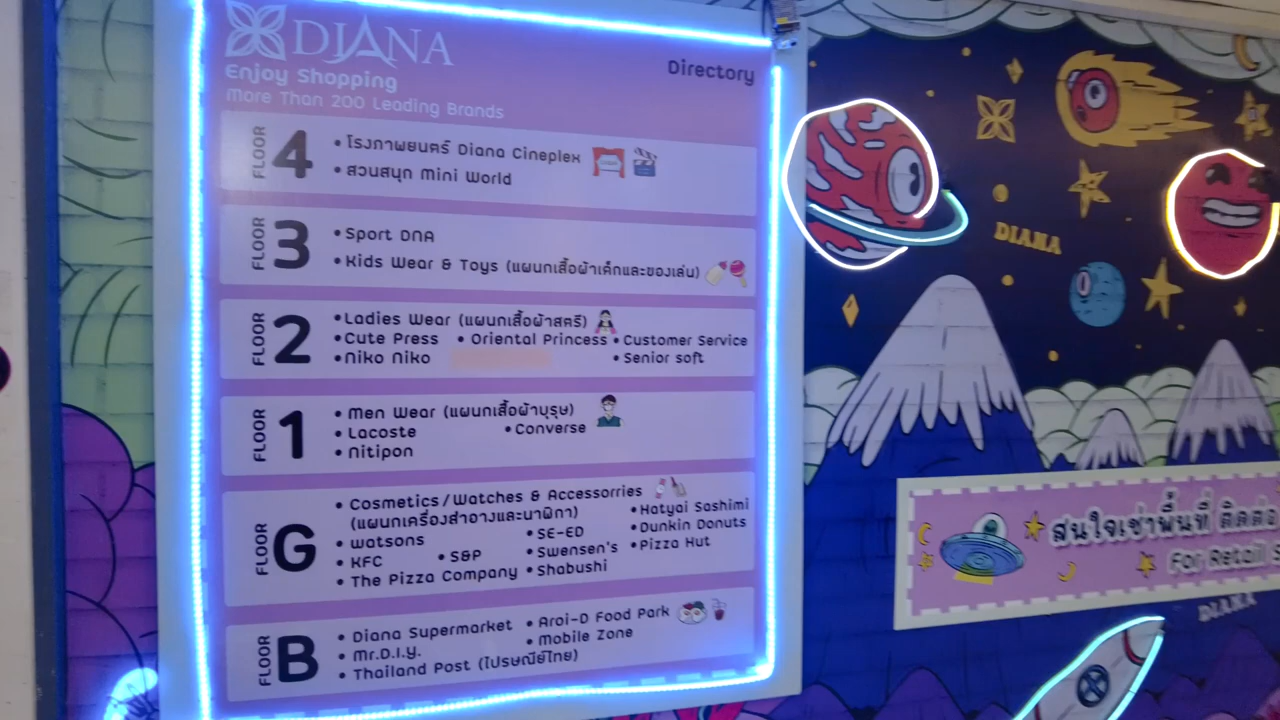 DIANA
Enjoy Shopping
More Than 200 Leading Brands
Directory
FLOOR 4
• โรงภาพยนตร์ Diana Cineplex
• สวนสนุก Mini World
FLOOR 3
• Sport DNA
• Kids Wear & Toys (แผนกเสื้อผ้าเด็กและของเล่น)
FLOOR 2
• Ladies Wear (แผนกเสื้อผ้าสตรี)
• Cute Press • Oriental Princess • Customer Service
• Niko Niko • Senior soft
FLOOR 1
• Men Wear (แผนกเสื้อผ้าบุรุษ)
• Lacoste • Converse
• Nitipon
FLOOR G
• Cosmetics/Watches & Accessorries
(แผนกเครื่องสำอางและนาฬิกา)
• Hatyai Sashimi
• watsons • SE-ED • Dunkin Donuts
• KFC • S&P • Swensen's • Pizza Hut
• The Pizza Company • Shabushi
FLOOR B
• Diana Supermarket • Aroi-D Food Park
• Mr.D.I.Y. • Mobile Zone
• Thailand Post (ไปรษณีย์ไทย)
DIANA
สนใจเช่าพื้นที่ ติดต่อ
For Retail
DIANA